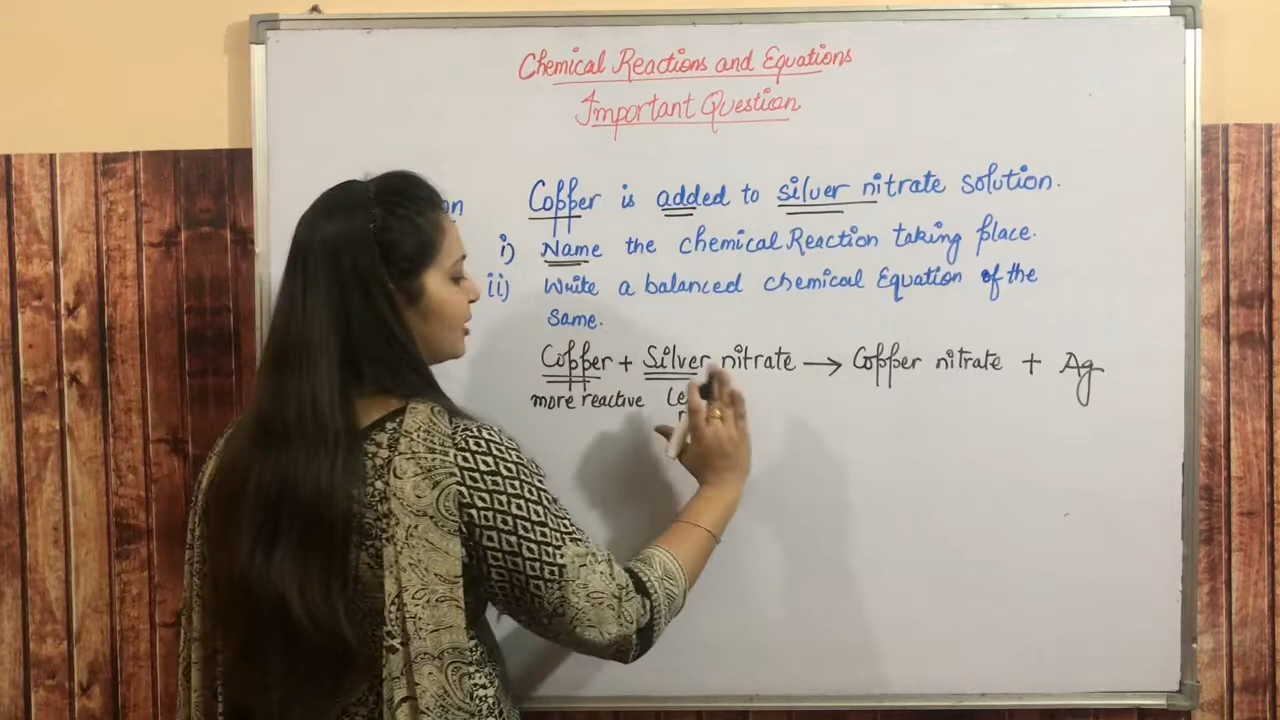 Chemical Reactions and Equations
Important Question
Copper is added to silver nitrate solution.
i) Name the chemical Reaction taking place.
ii) Write a balanced chemical Equation of the
same.
Copper + Silver nitrate → Copper nitrate + Ag
more reactive